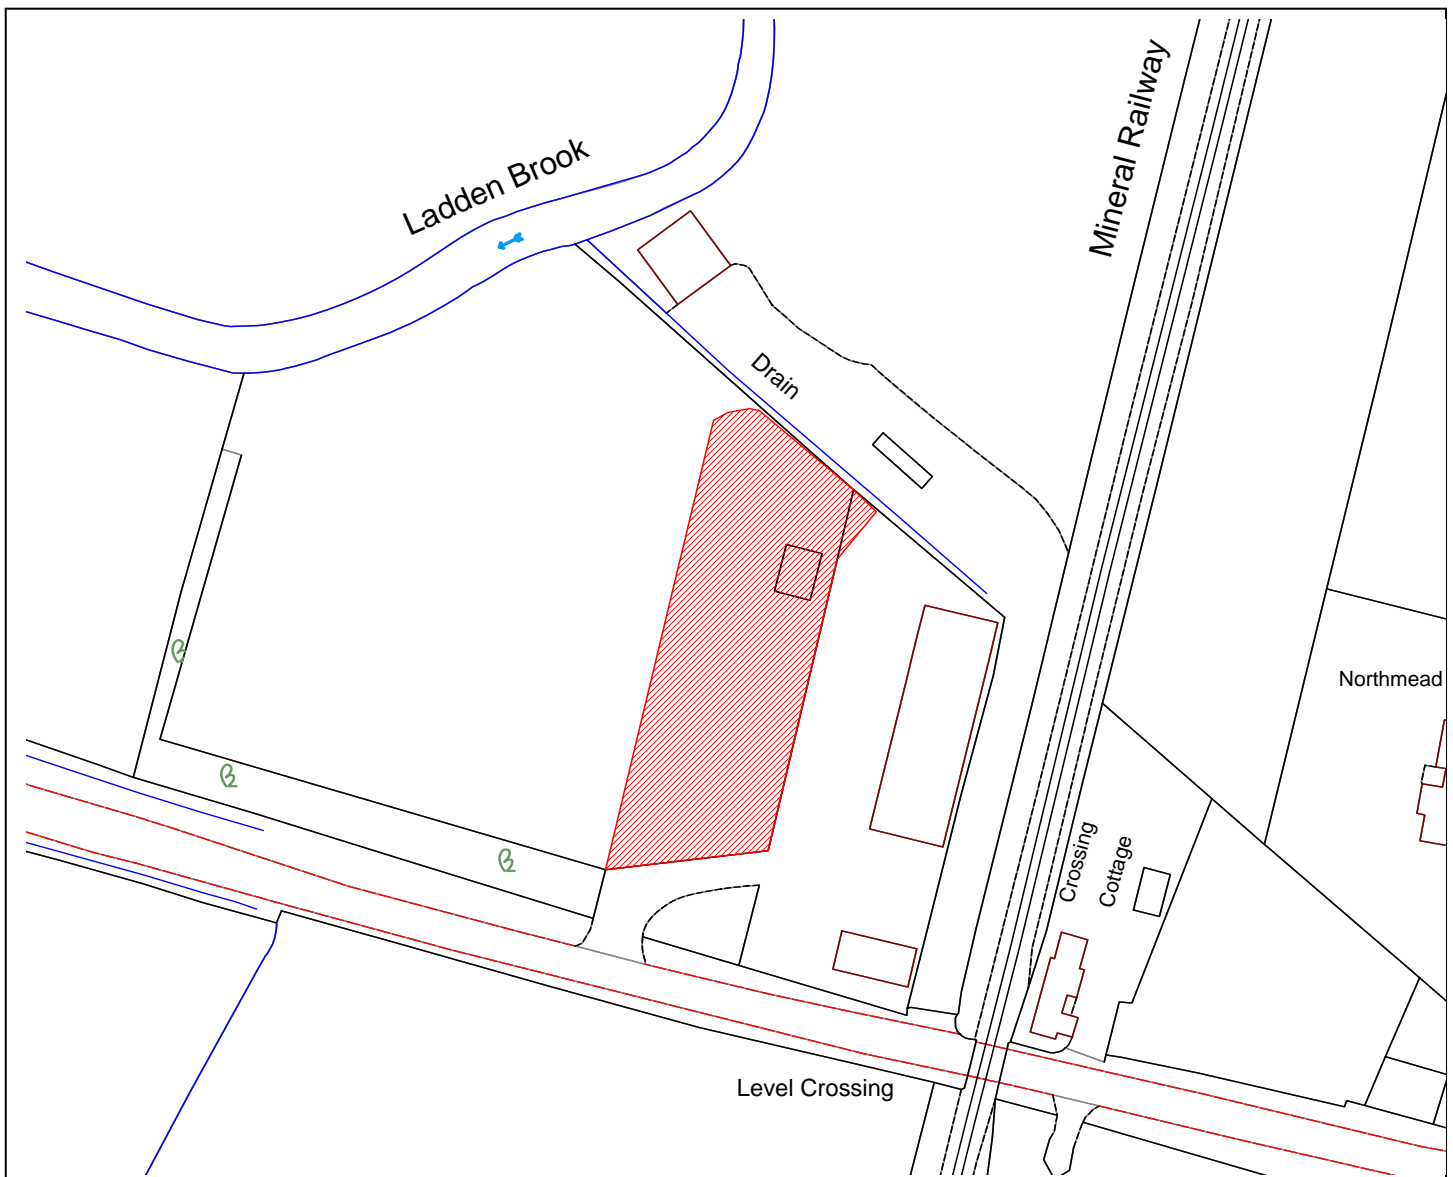 Mineral Railway
Ladden Brook
Drain
Northmead
Crossing
Cottage
Level Crossing